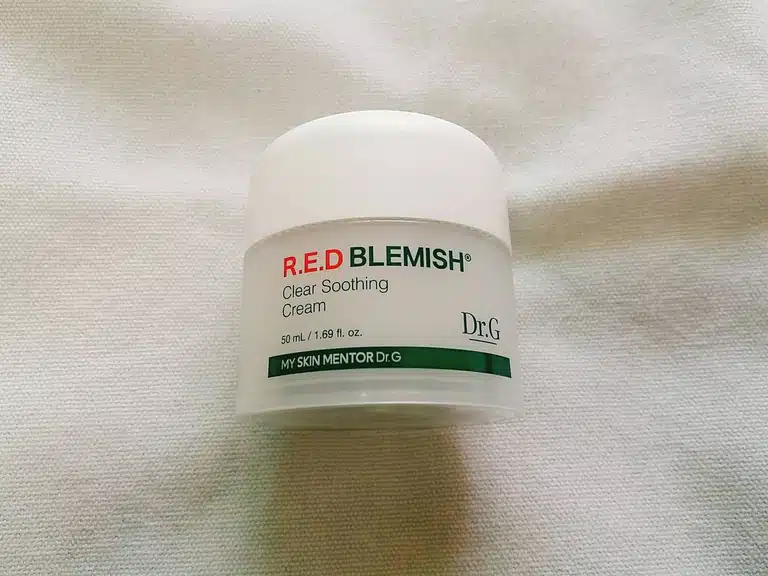 R.E.D BLEMISH®
Clear Soothing
Cream
50 mL / 1.69 fl. oz.
Dr.G
MY SKIN MENTOR Dr.G